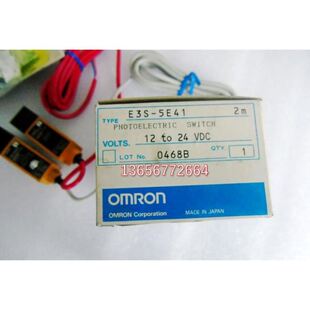 TYPE E3S-5E41 2m
PHOTOELECTRIC SWITCH
VOLTS. 12 to 24 VDC
LOT No. 0468B QTY. 1
OMRON
13656772664
OMRON Corporation MADE IN JAPAN